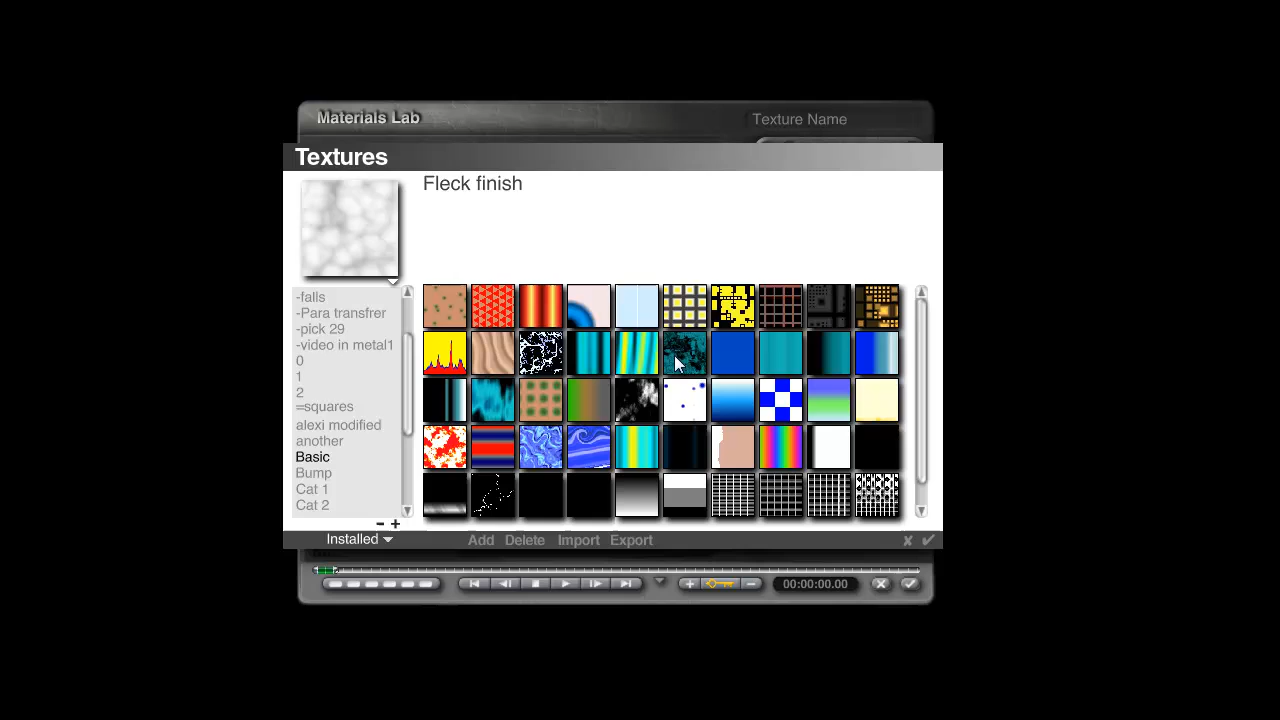 Materials Lab
Texture Name
Textures
Fleck finish
-falls
-Para transfrer
-pick 29
-video in metal1
0
1
2
=squares
alexi modified
another
Basic
Bump
Cat 1
Cat 2
- +
Installed
Add Delete Import Export
00:00:00.00